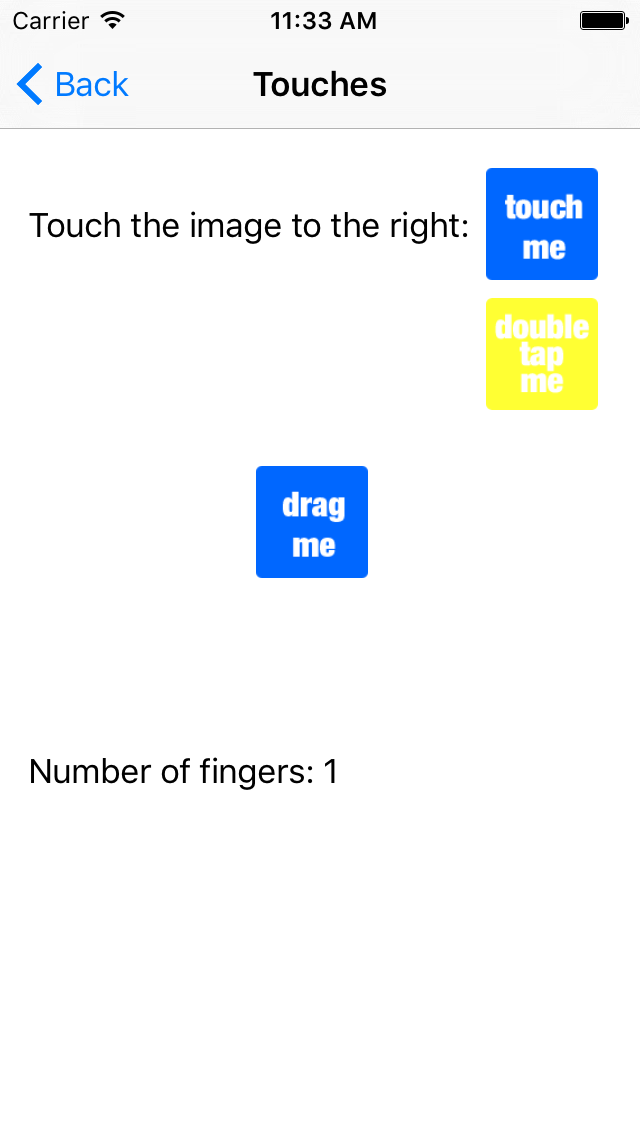 Carrier 11:33 AM
Back Touches
touch
me
Touch the image to the right:
double
tap
me
drag
me
Number of fingers: 1